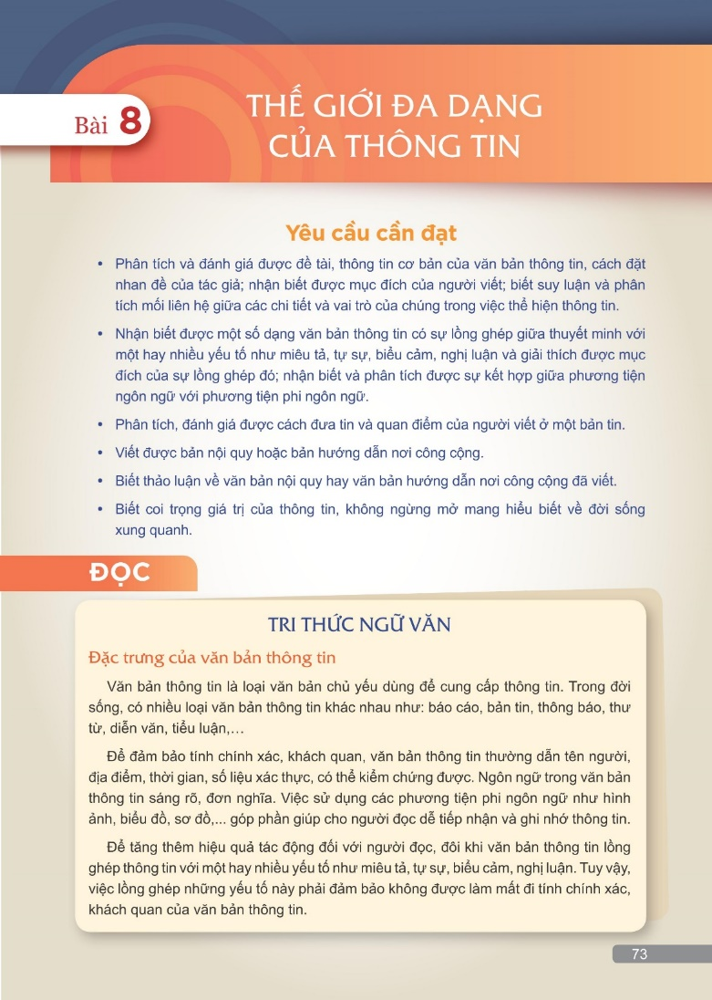 Bài 8
THẾ GIỚI ĐA DẠNG
CỦA THÔNG TIN
Yêu cầu cần đạt
• Phân tích và đánh giá được đề tài, thông tin cơ bản của văn bản thông tin, cách đặt
nhan đề của tác giả; nhận biết được mục đích của người viết; biết suy luận và phân
tích mối liên hệ giữa các chi tiết và vai trò của chúng trong việc thể hiện thông tin.
• Nhận biết được một số dạng văn bản thông tin có sự lồng ghép giữa thuyết minh với
một hay nhiều yếu tố như miêu tả, tự sự, biểu cảm, nghị luận và giải thích được mục
đích của sự lồng ghép đó; nhận biết và phân tích được sự kết hợp giữa phương tiện
ngôn ngữ với phương tiện phi ngôn ngữ.
• Phân tích, đánh giá được cách đưa tin và quan điểm của người viết ở một bản tin.
• Viết được bản nội quy hoặc bản hướng dẫn nơi công cộng.
• Biết thảo luận về văn bản nội quy hay văn bản hướng dẫn nơi công cộng đã viết.
• Biết coi trọng giá trị của thông tin, không ngừng mở mang hiểu biết về đời sống
xung quanh.
ĐỌC
TRI THỨC NGỮ VĂN
Đặc trưng của văn bản thông tin
Văn bản thông tin là loại văn bản chủ yếu dùng để cung cấp thông tin. Trong đời
sống, có nhiều loại văn bản thông tin khác nhau như: báo cáo, bản tin, thông báo, thư
từ, diễn văn, tiểu luận,…
Để đảm bảo tính chính xác, khách quan, văn bản thông tin thường dẫn tên người,
địa điểm, thời gian, số liệu xác thực, có thể kiểm chứng được. Ngôn ngữ trong văn bản
thông tin sáng rõ, đơn nghĩa. Việc sử dụng các phương tiện phi ngôn ngữ như hình
ảnh, biểu đồ, sơ đồ,... góp phần giúp cho người đọc dễ tiếp nhận và ghi nhớ thông tin.
Để tăng thêm hiệu quả tác động đối với người đọc, đôi khi văn bản thông tin lồng
ghép thông tin với một hay nhiều yếu tố như miêu tả, tự sự, biểu cảm, nghị luận. Tuy vậy,
việc lồng ghép những yếu tố này phải đảm bảo không được làm mất đi tính chính xác,
khách quan của văn bản thông tin.
73